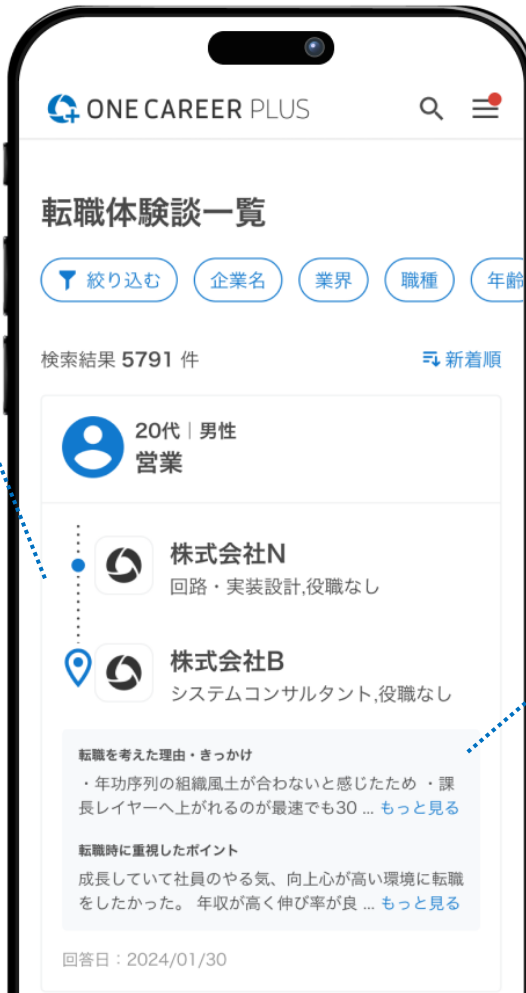 ONE CAREER PLUS
転職体験談一覧
絞り込む 企業名 業界 職種 年齢
検索結果 5791 件 新着順
20代|男性
営業
株式会社N
回路・実装設計,役職なし
株式会社B
システムコンサルタント,役職なし
転職を考えた理由・きっかけ
・年功序列の組織風土が合わないと感じたため ・課
長レイヤーへ上がれるのが最速でも30 ... もっと見る
転職時に重視したポイント
成長していて社員のやる気、向上心が高い環境に転職
をしたかった。 年収が高く伸び率が良 ... もっと見る
回答日：2024/01/30